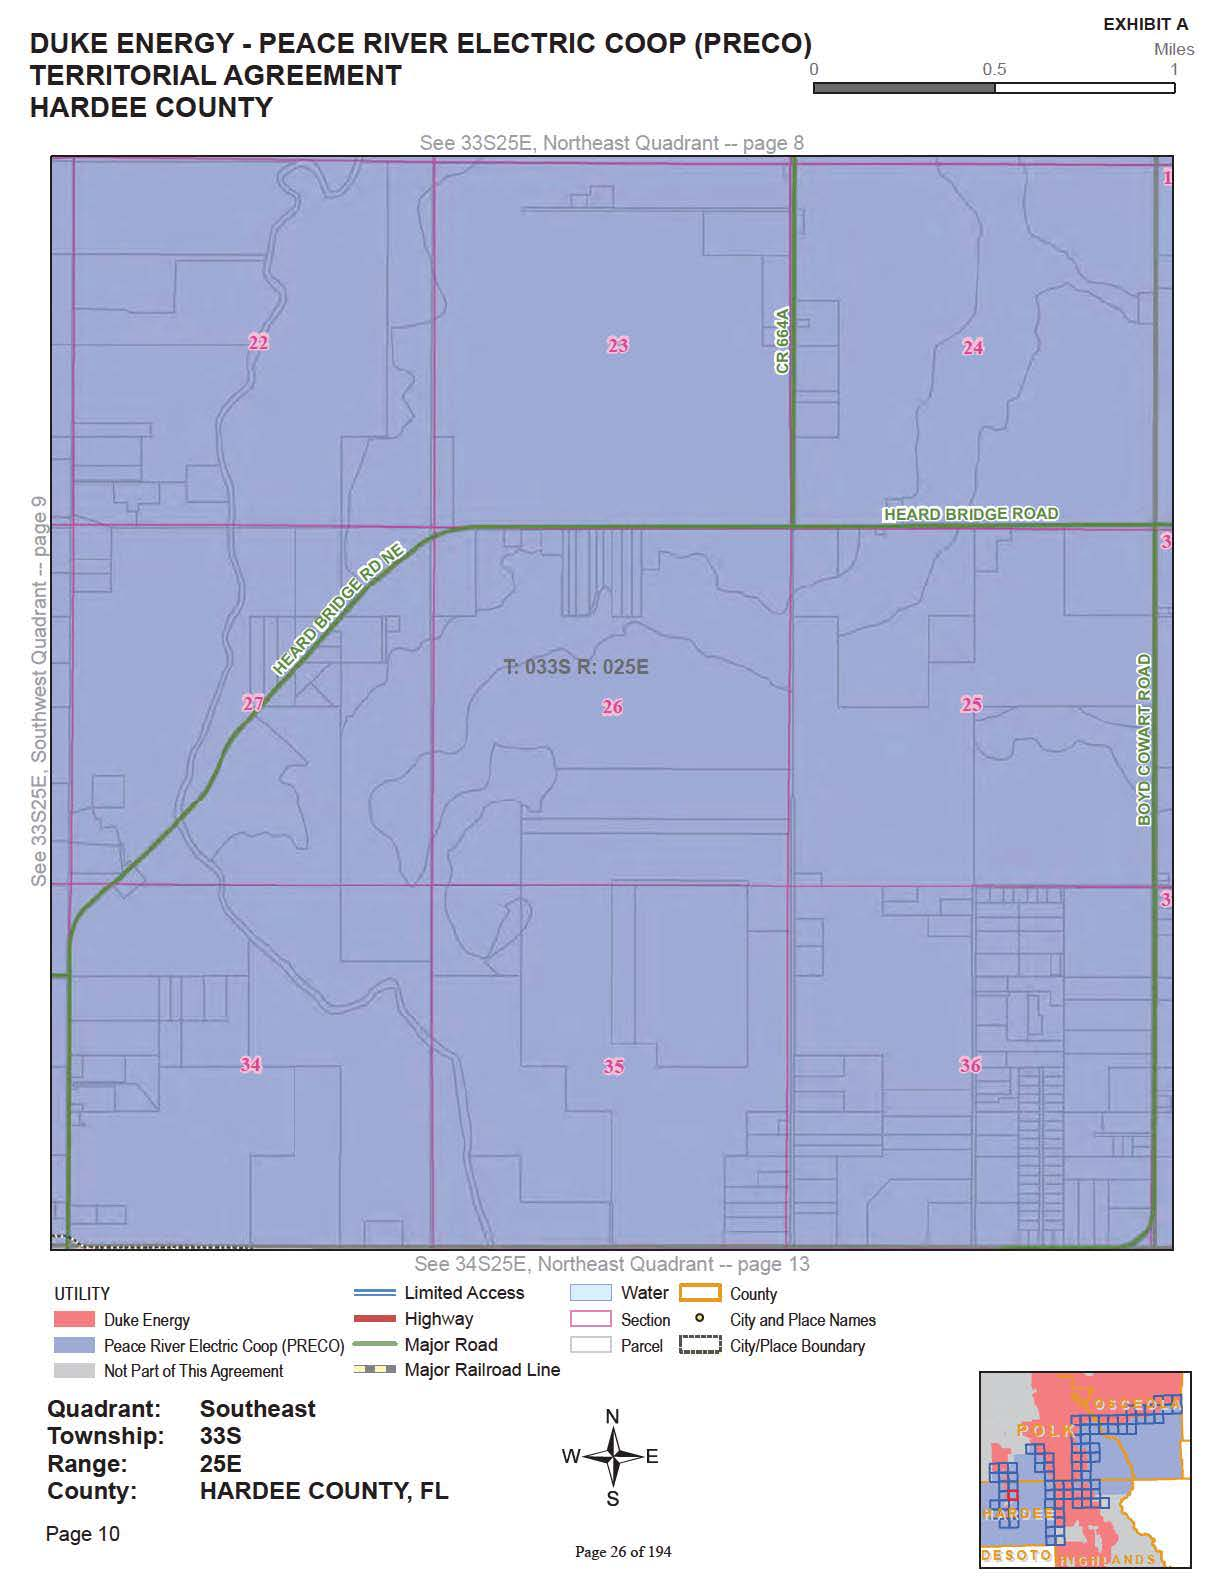 EXHIBIT A
DUKE ENERGY - PEACE RIVER ELECTRIC COOP (PRECO)
TERRITORIAL AGREEMENT
HARDEE COUNTY
Miles
0 0.5 1
See 33S25E, Northeast Quadrant -- page 8
1
22
23
CR 664A
24
HEARD BRIDGE ROAD
See 33S25E, Southwest Quadrant -- page 9
3
HEARD BRIDGE RD NE
T: 033S R: 025E
27
26
25
BOYD COWART ROAD
3
34
35
36
See 34S25E, Northeast Quadrant -- page 13
UTILITY
Duke Energy
Peace River Electric Coop (PRECO)
Not Part of This Agreement
Limited Access
Highway
Major Road
Major Railroad Line
Water
Section
Parcel
County
City and Place Names
City/Place Boundary
Quadrant: Southeast
Township: 33S
Range: 25E
County: HARDEE COUNTY, FL
Page 10
N
W E
S
Page 26 of 194
OSCEOLA
POLK
HARDEE
DESOTO
HIGHLANDS